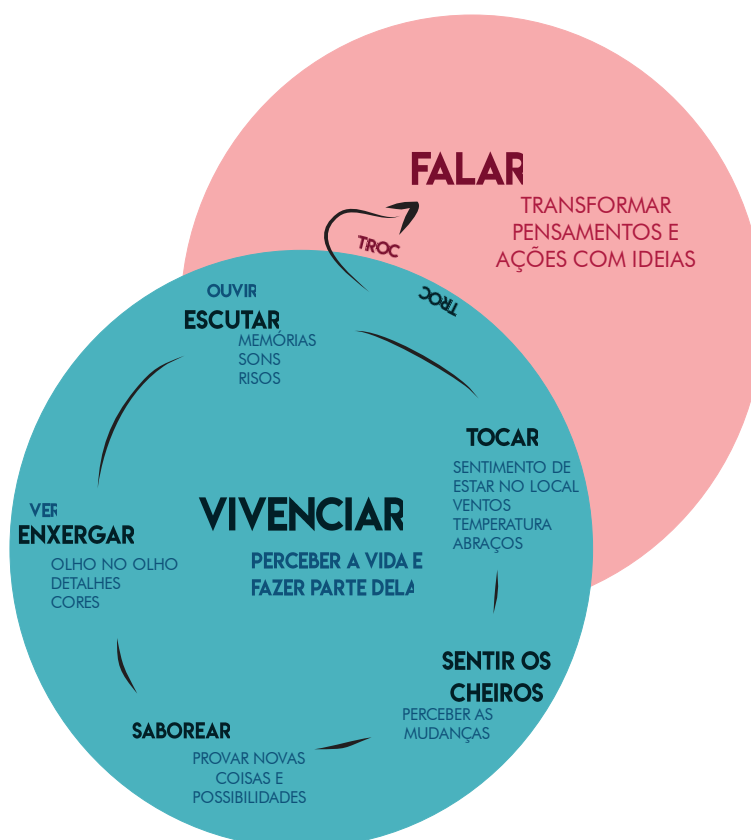 FALAR
TRANSFORMAR
PENSAMENTOS E
AÇÕES COM IDEIAS
TROC
TROC
OUVIR
ESCUTAR
MEMÓRIAS
SONS
RISOS
TOCAR
SENTIMENTO DE
ESTAR NO LOCAL
VENTOS
TEMPERATURA
ABRAÇOS
VER
ENXERGAR
OLHO NO OLHO
DETALHES
CORES
VIVENCIAR
PERCEBER A VIDA E
FAZER PARTE DELA
SENTIR OS
CHEIROS
PERCEBER AS
MUDANÇAS
SABOREAR
PROVAR NOVAS
COISAS E
POSSIBILIDADES